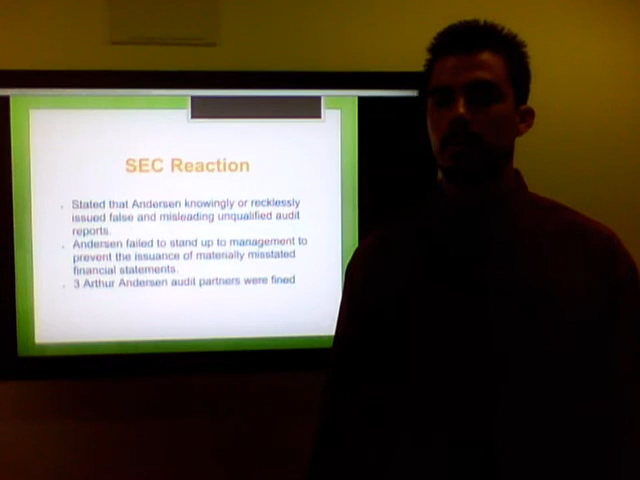 SEC Reaction
Stated that Andersen knowingly or recklessly
issued false and misleading unqualified audit
reports.
Andersen failed to stand up to management to
prevent the issuance of materially misstated
financial statements.
3 Arthur Andersen audit partners were fined